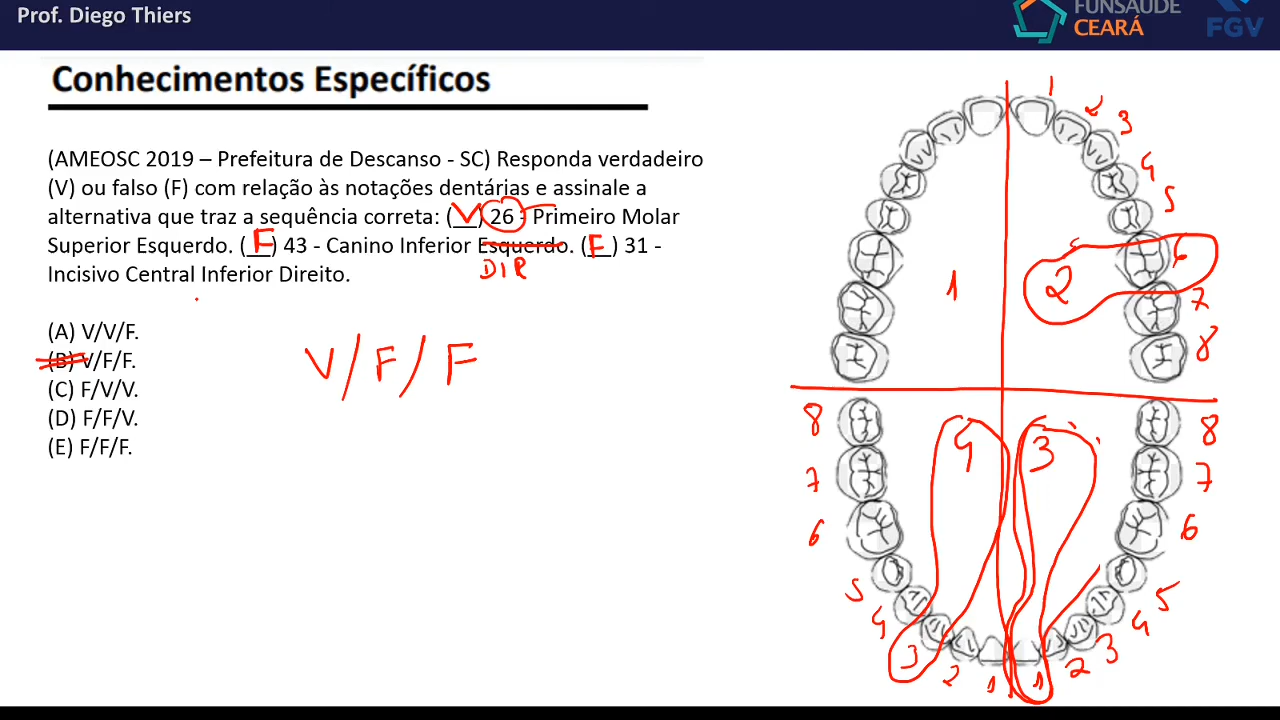 Prof. Diego Thiers
FUNSAÚDE
CEARÁ
FGV
Conhecimentos Específicos
(AMEOSC 2019 – Prefeitura de Descanso - SC) Responda verdadeiro
(V) ou falso (F) com relação às notações dentárias e assinale a
alternativa que traz a sequência correta: (V) 26 - Primeiro Molar
Superior Esquerdo. (F) 43 - Canino Inferior Esquerdo. (F) 31 -
DIR
Incisivo Central Inferior Direito.
(A) V/V/F.
(B) V/F/F.
(C) F/V/V.
(D) F/F/V.
(E) F/F/F.
V/F/F
1
2
3
4
5
6
7
8
1
2
8
7
6
5
4
3
2
1
4
3
8
7
6
5
4
3
2
1